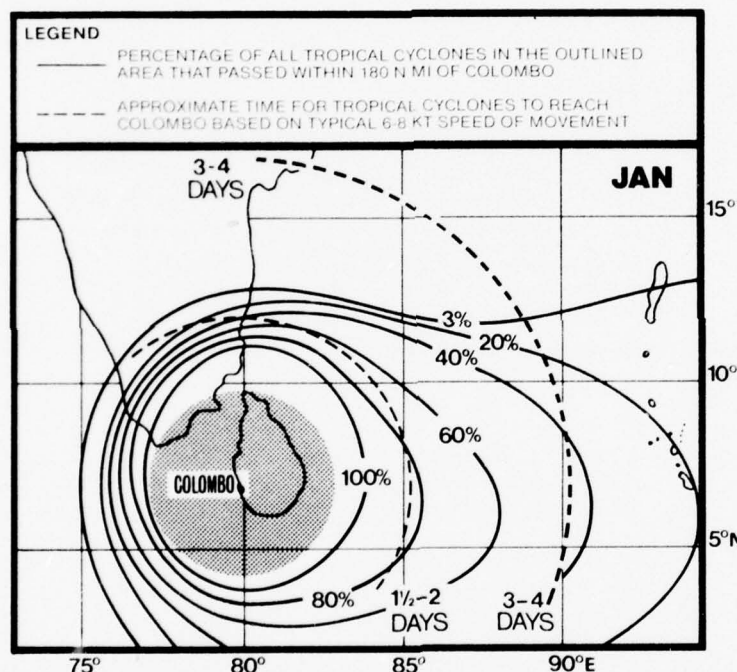 LEGEND
PERCENTAGE OF ALL TROPICAL CYCLONES IN THE OUTLINED
AREA THAT PASSED WITHIN 180 N MI OF COLOMBO
APPROXIMATE TIME FOR TROPICAL CYCLONES TO REACH
COLOMBO BASED ON TYPICAL 6-8 KT SPEED OF MOVEMENT
3-4
DAYS
JAN
15°
3%
20%
40%
10°
60%
100%
COLOMBO
5°N
80%
1½-2
DAYS
3-4
DAYS
75°
80°
85°
90°E